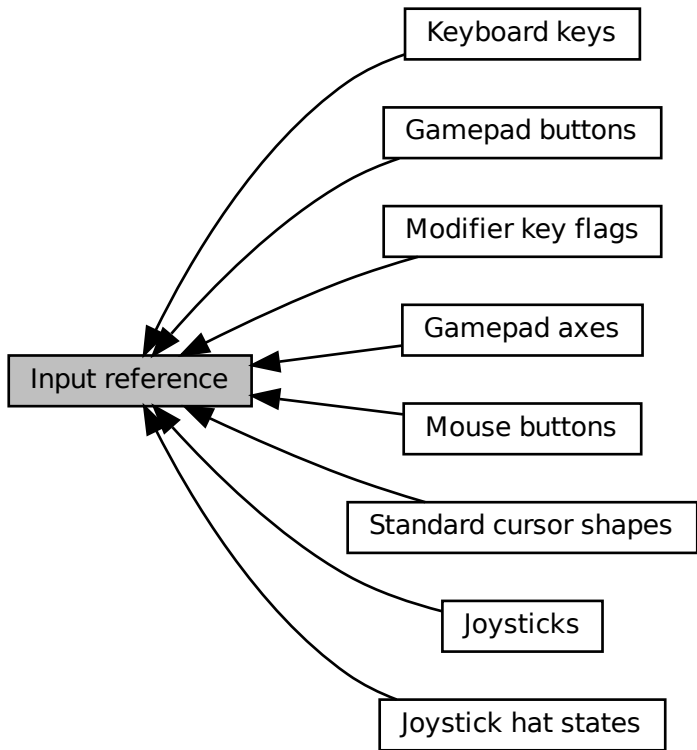 Keyboard keys
Gamepad buttons
Modifier key flags
Gamepad axes
Input reference
Mouse buttons
Standard cursor shapes
Joysticks
Joystick hat states